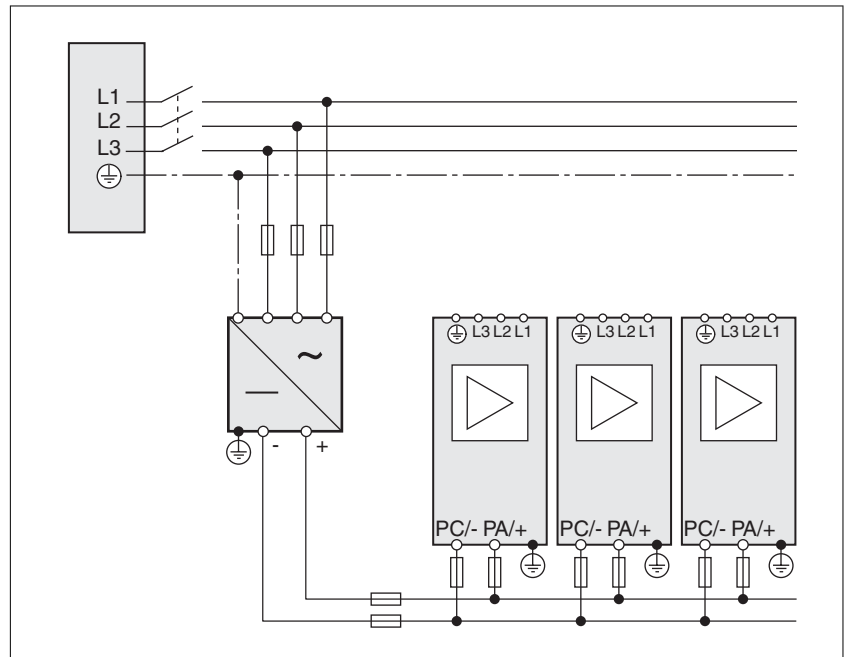 L1
L2
L3
L3 L2 L1
L3 L2 L1
L3 L2 L1
~
—
- +
PC/- PA/+
PC/- PA/+
PC/- PA/+